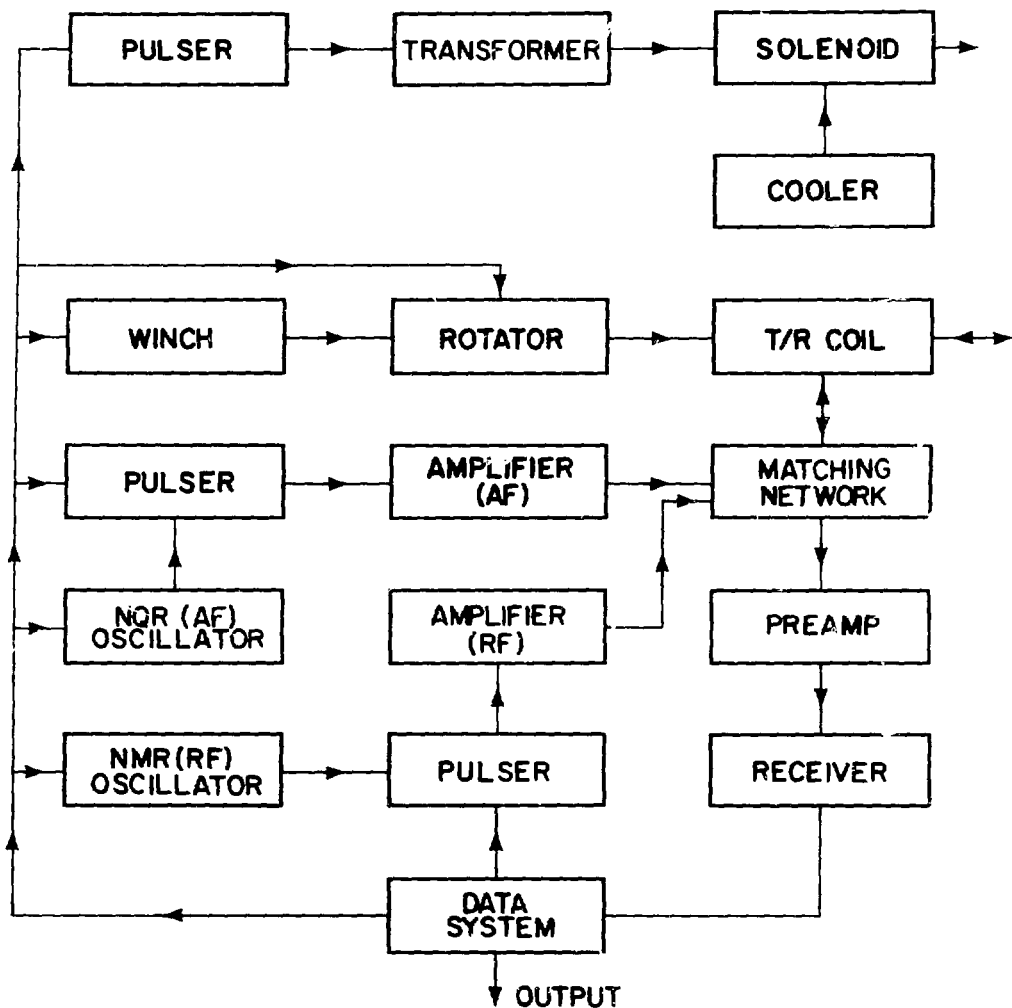 PULSER
TRANSFORMER
SOLENOID
COOLER
WINCH
ROTATOR
T/R COIL
PULSER
AMPLIFIER
(AF)
MATCHING
NETWORK
NQR (AF)
OSCILLATOR
AMPLIFIER
(RF)
PREAMP
NMR (RF)
OSCILLATOR
PULSER
RECEIVER
DATA
SYSTEM
OUTPUT